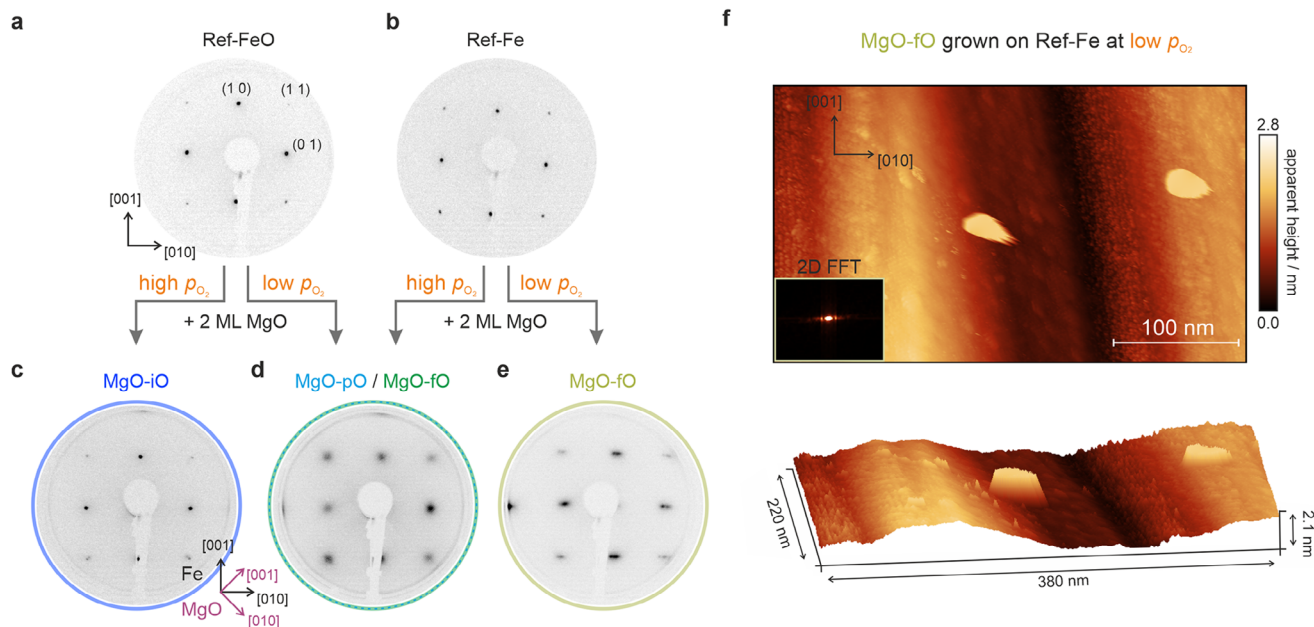 a
Ref-FeO
(1 0)
(1 1)
(0 1)
[001]
[010]
b
Ref-Fe
high pO₂
low pO₂
+ 2 ML MgO
high pO₂
low pO₂
+ 2 ML MgO
c
MgO-iO
[001]
Fe
[010]
MgO
[001]
[010]
d
MgO-pO / MgO-fO
e
MgO-fO
f
MgO-fO grown on Ref-Fe at low pO₂
[001]
[010]
2D FFT
100 nm
2.8
apparent height / nm
0.0
220 nm
380 nm
2.1 nm